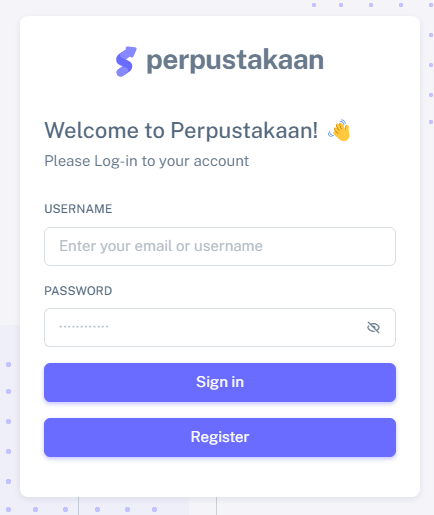 perpustakaan
Welcome to Perpustakaan! 👋
Please Log-in to your account
USERNAME
Enter your email or username
PASSWORD
············
Sign in
Register